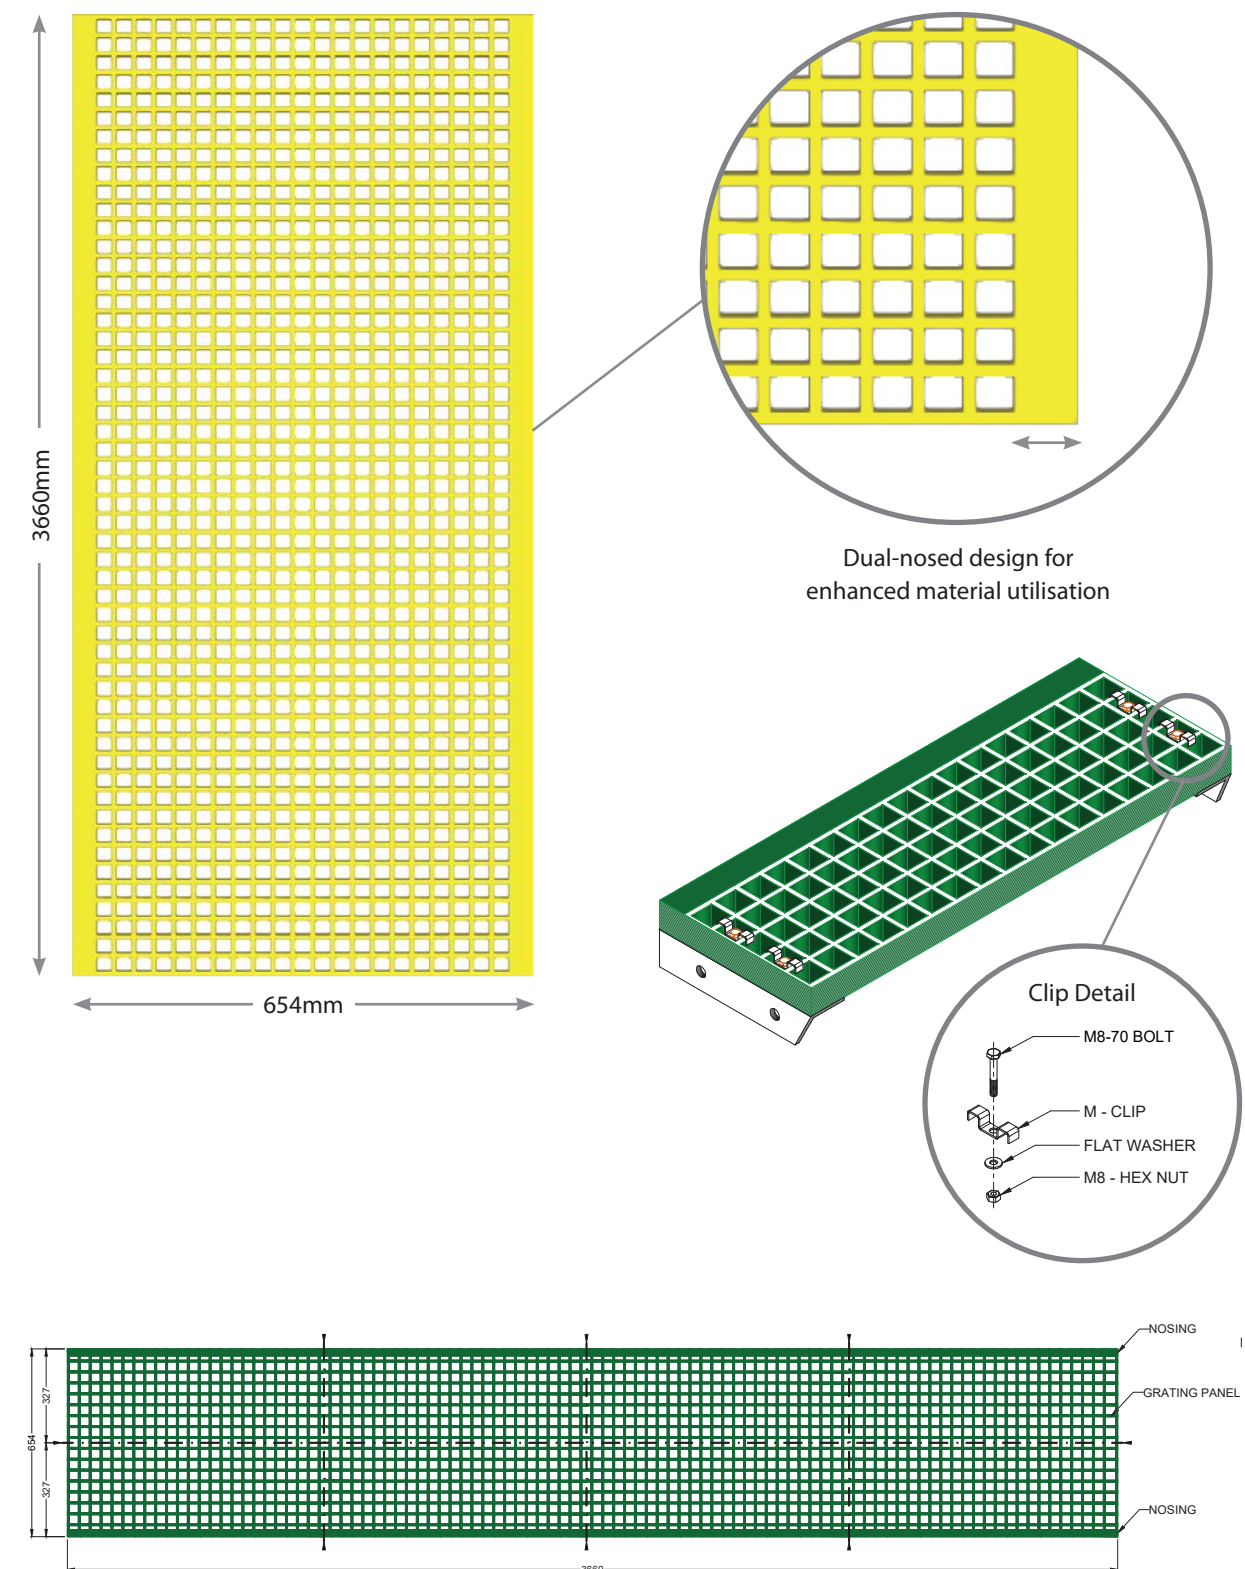 3660mm
654mm
Dual-nosed design for
enhanced material utilisation
Clip Detail
M8-70 BOLT
M - CLIP
FLAT WASHER
M8 - HEX NUT
NOSING
GRATING PANEL
NOSING
327
654
327
3660